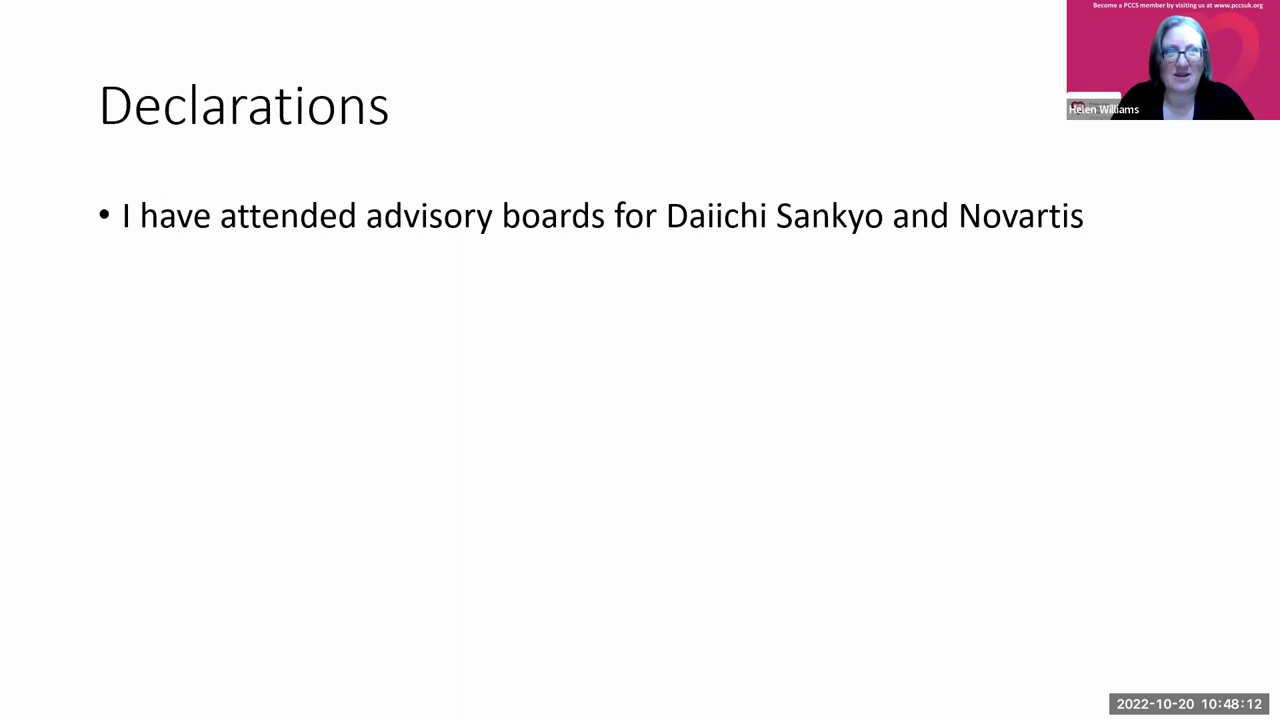 Become a PCCS member by visiting us at www.pccsuk.org
Declarations
Helen Williams
• I have attended advisory boards for Daiichi Sankyo and Novartis
2022-10-20 10:48:12